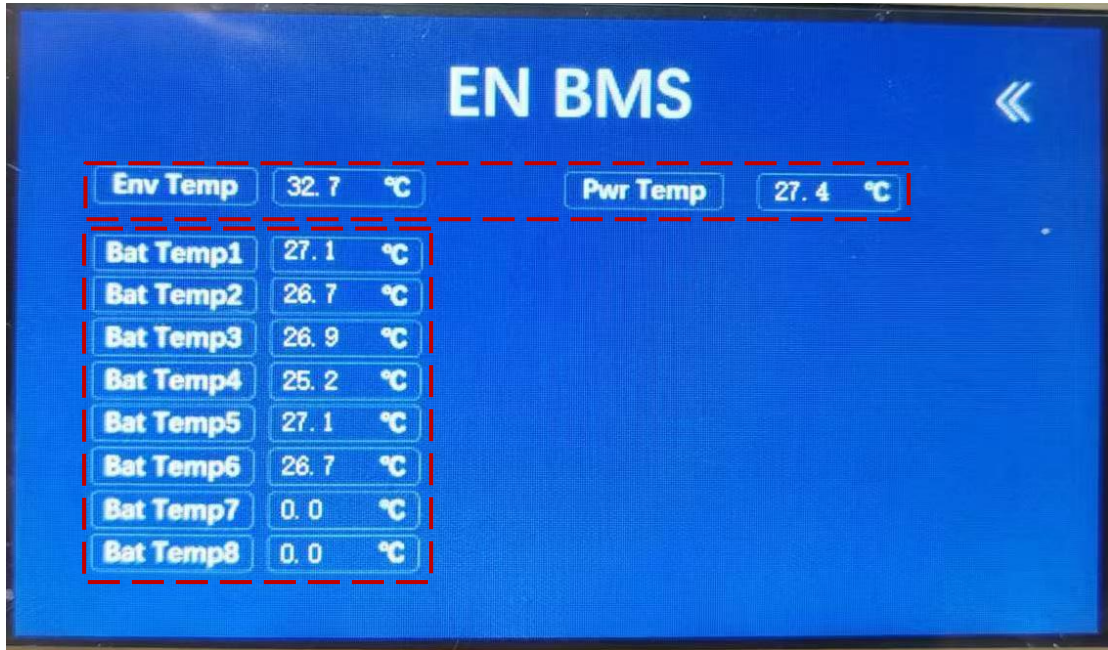 EN BMS
Env Temp 32.7 ℃ Pwr Temp 27.4 ℃
Bat Temp1 27.1 ℃
Bat Temp2 26.7 ℃
Bat Temp3 26.9 ℃
Bat Temp4 25.2 ℃
Bat Temp5 27.1 ℃
Bat Temp6 26.7 ℃
Bat Temp7 0.0 ℃
Bat Temp8 0.0 ℃